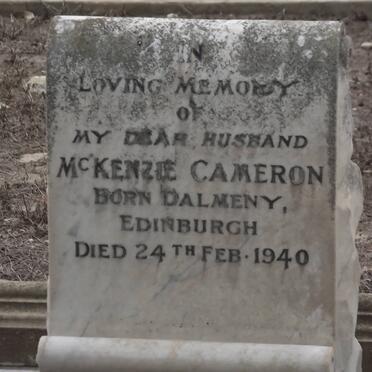 IN
LOVING MEMORY
OF
MY DEAR HUSBAND
MCKENZIE CAMERON
BORN DALMENY,
EDINBURGH
DIED 24TH FEB. 1940